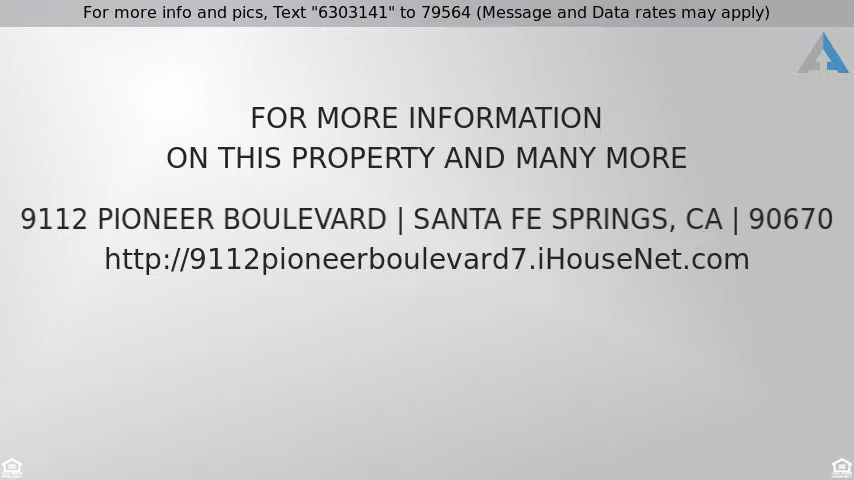 For more info and pics, Text "6303141" to 79564 (Message and Data rates may apply)
FOR MORE INFORMATION
ON THIS PROPERTY AND MANY MORE
9112 PIONEER BOULEVARD | SANTA FE SPRINGS, CA | 90670
http://9112pioneerboulevard7.iHouseNet.com